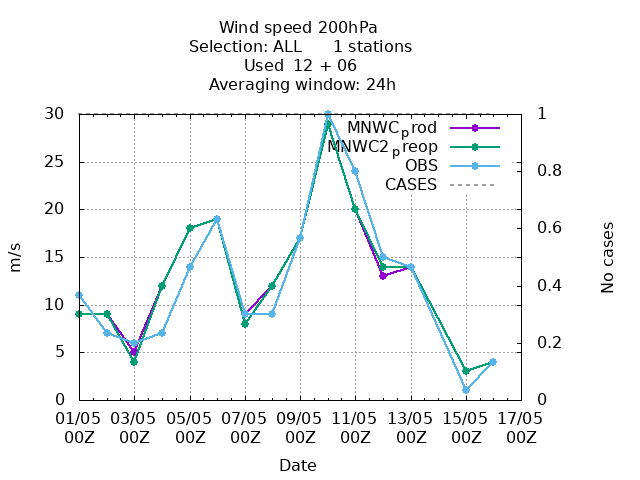 Wind speed 200hPa
Selection: ALL 1 stations
Used 12 + 06
Averaging window: 24h
30 1
MNWCprod
25 MNWC2preop
OBS 0.8
CASES
20 0.6
15
10 0.4
5 0.2
0 0
m/s
No cases
01/05 03/05 05/05 07/05 09/05 11/05 13/05 15/05 17/05
00Z 00Z 00Z 00Z 00Z 00Z 00Z 00Z 00Z
Date